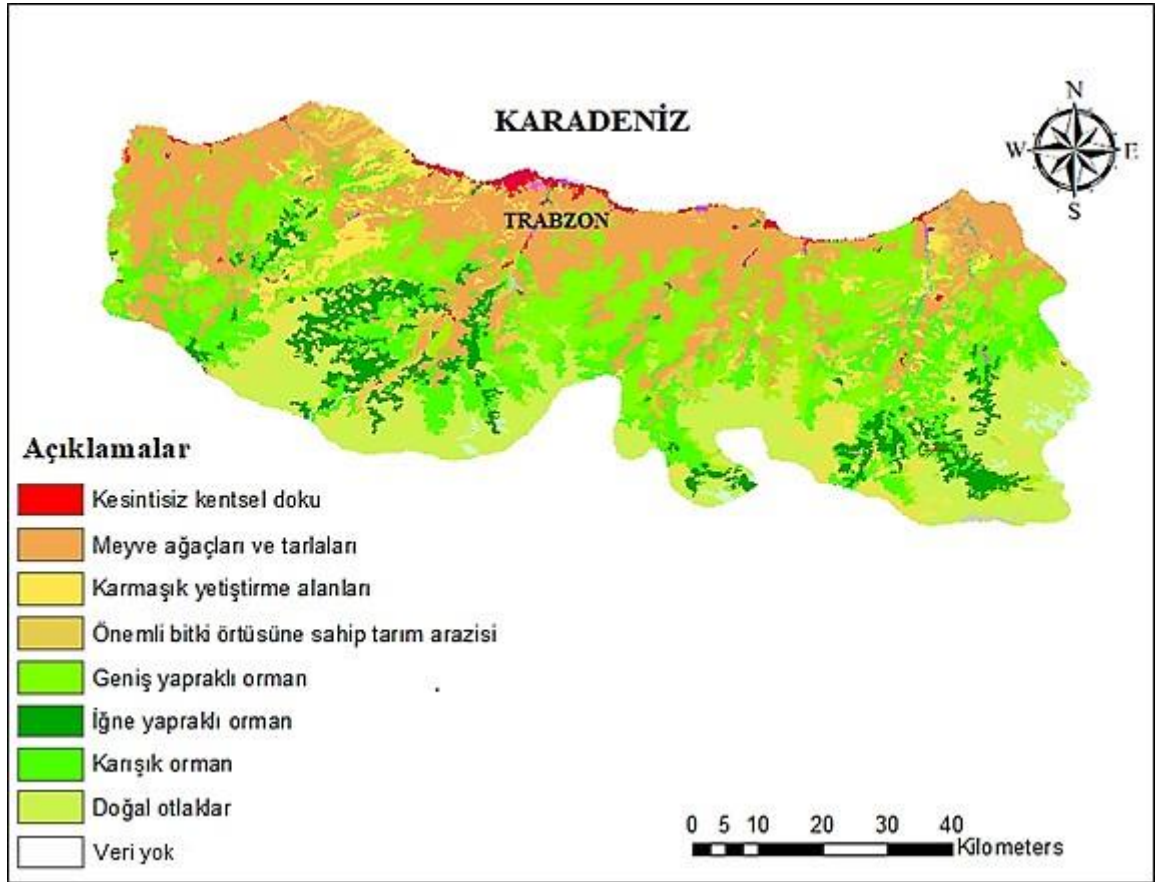 KARADENİZ
N
W
E
S
TRABZON
Açıklamalar
Kesintisiz kentsel doku
Meyve ağaçları ve tarlaları
Karmaşık yetiştirme alanları
Önemli bitki örtüsüne sahip tarım arazisi
Geniş yapraklı orman
İğne yapraklı orman
Karışık orman
Doğal otlaklar
Veri yok
0 5 10 20 30 40
Kilometers